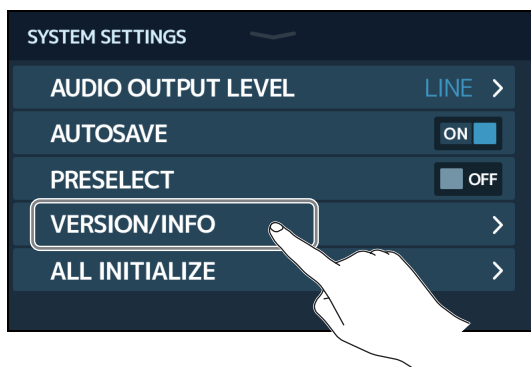 SYSTEM SETTINGS
AUDIO OUTPUT LEVEL LINE
AUTOSAVE ON
PRESELECT OFF
VERSION/INFO
ALL INITIALIZE